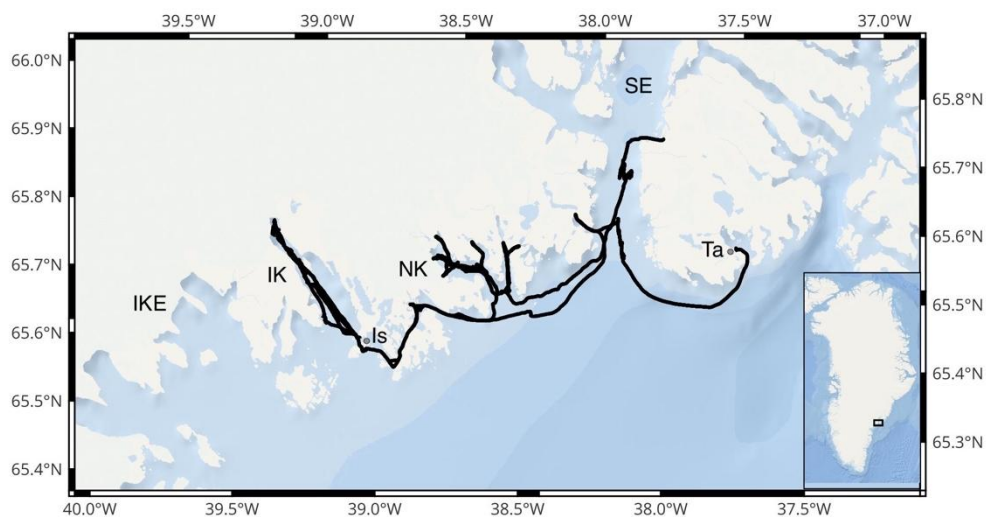 39.5°W 39.0°W 38.5°W 38.0°W 37.5°W 37.0°W
66.0°N
SE
65.8°N
65.9°N
65.7°N
65.8°N
Ta
65.6°N
65.7°N
IK
NK
IKE
65.5°N
65.6°N
Is
65.4°N
65.5°N
65.3°N
65.4°N
40.0°W 39.5°W 39.0°W 38.5°W 38.0°W 37.5°W